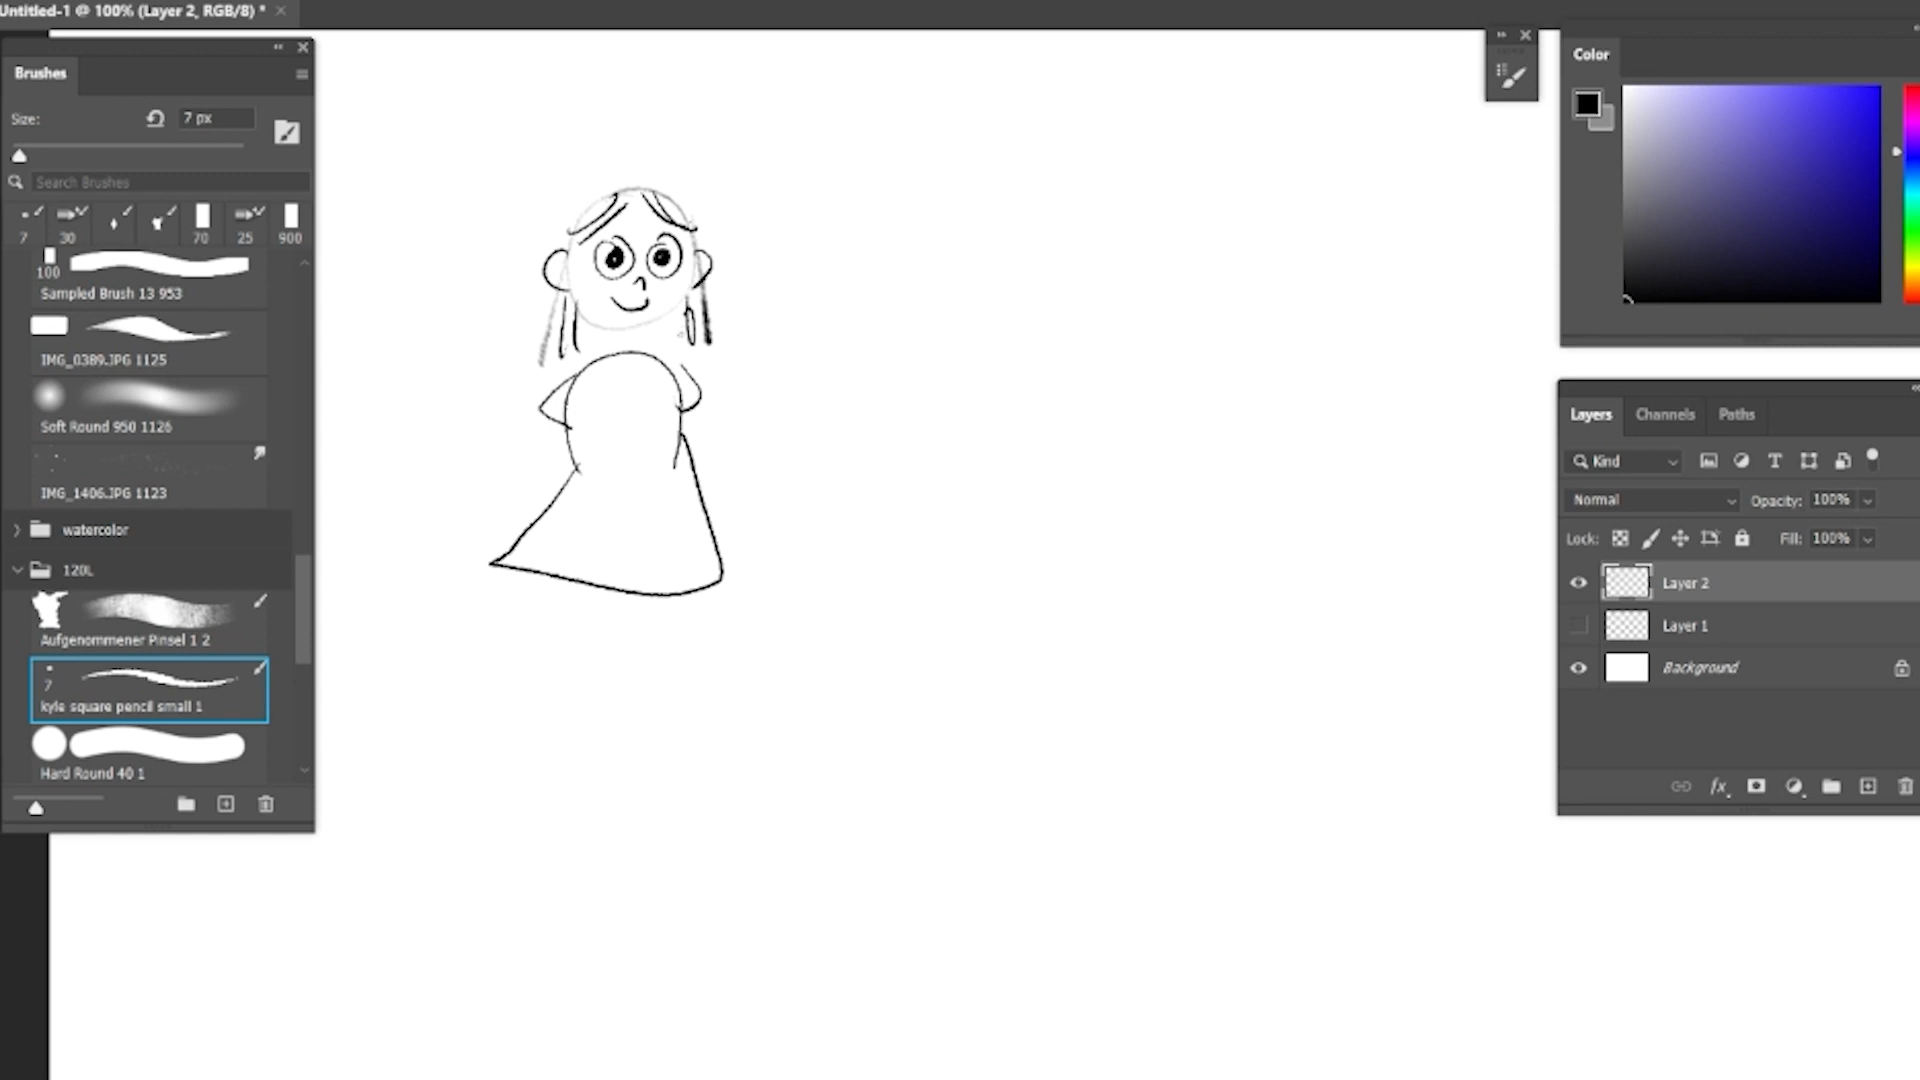 Untitled-1 @ 100% (Layer 2, RGB/8) *
Brushes
Size:
7 px
Search Brushes
7
30
70
25
900
100
Sampled Brush 13 953
IMG_0389.JPG 1125
Soft Round 950 1126
IMG_1406.JPG 1123
watercolor
120L
Aufgenommener Pinsel 1 2
7
kyle square pencil small 1
Hard Round 40 1
Color
Layers
Channels
Paths
Kind
Normal
Opacity: 100%
Lock:
Fill: 100%
Layer 2
Layer 1
Background
fx